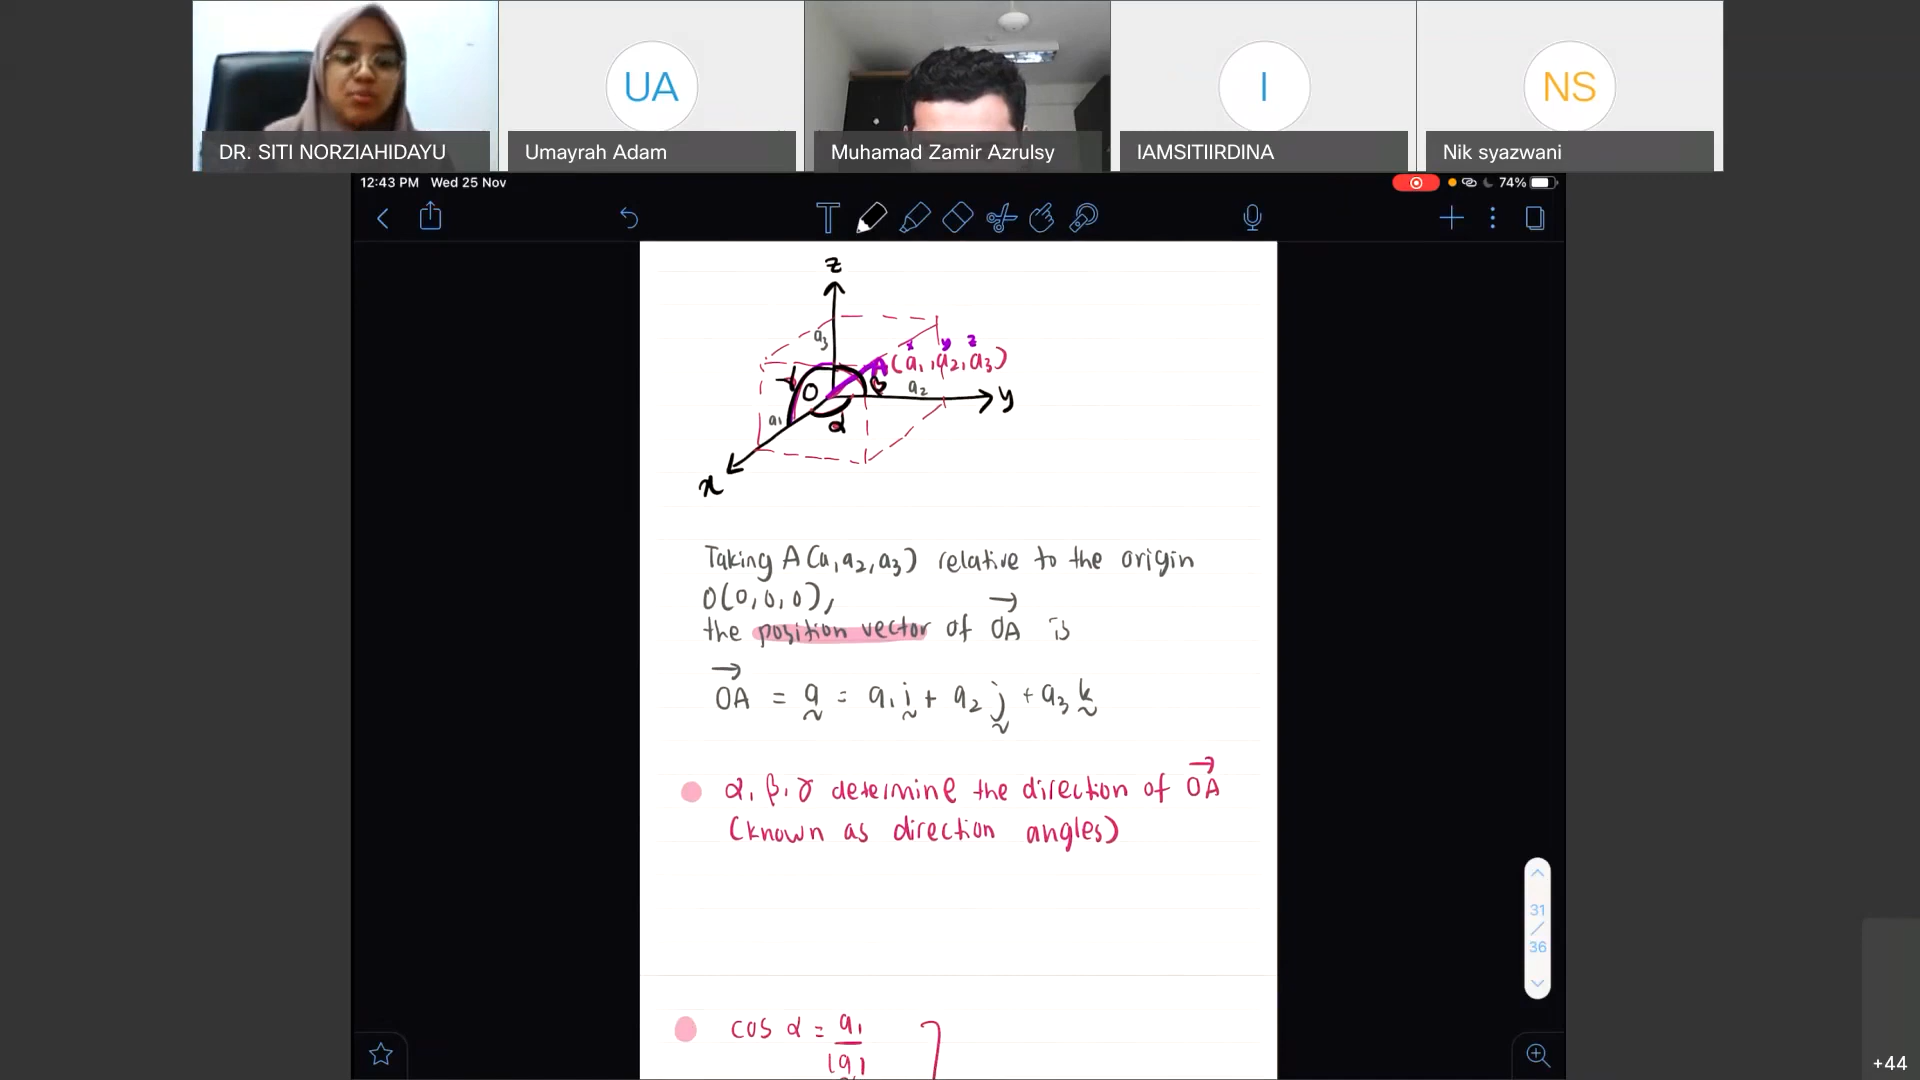 DR. SITI NORZIAHIDAYU
UA
Umayrah Adam
Muhamad Zamir Azrulsy
I
IAMSITIIRDINA
NS
Nik syazwani
12:43 PM Wed 25 Nov
74%
T
z
a3
x y z
A(a1, a2, a3)
O
β
a2
y
a1
α
x
Taking A(a1 a2, a3) relative to the origin
O(0, 0, 0),
the position vector of OA is
OA = a = a1 i + a2 j + a3 k
α, β, γ determine the direction of OA
(known as direction angles)
31
/
36
cos α = a1
|a|
+44